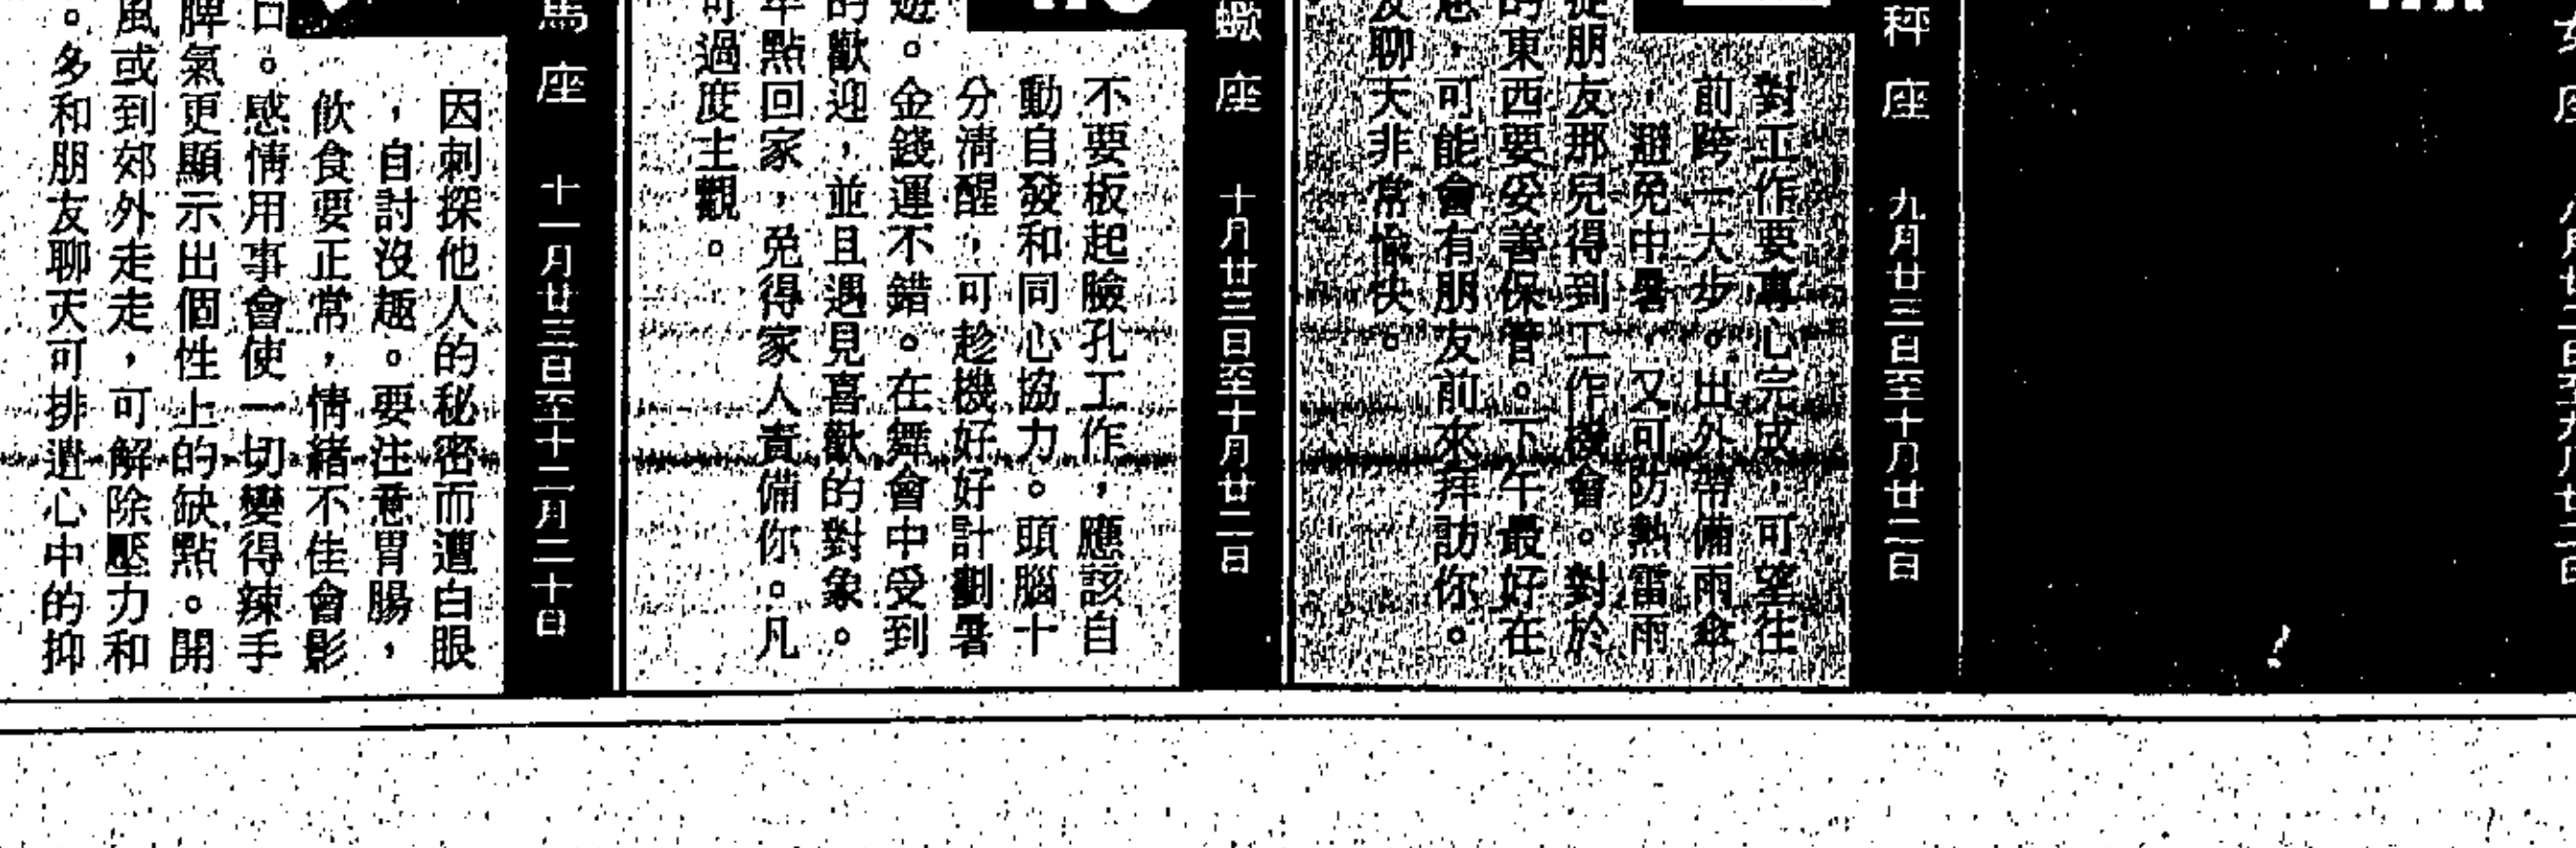 女座 八月廿三日至九月廿二日
秤座 九月廿三日至十月廿二日
對工作要專心完成，可望往
前跨一大步。出外帶備雨傘
，避免中暑，又可防熱雷雨
從朋友那兒得到工作機會。對於
的東西要妥善保管。下午最好在
息，可能會有朋友前來拜訪你。
友聊天非常愉快。
蠍座 十月廿三日至十月廿二日
不要板起臉孔工作，應該自
動自發和同心協力。頭腦十
分清醒，可趁機好好計劃暑
遊。金錢運不錯。在舞會中受到
的歡迎，並且遇見喜歡的對象。
早點回家，免得家人責備你。凡
可過度主觀。
馬座 十一月廿三日至十二月二十日
因刺探他人的秘密而遭白眼
，自討沒趣。要注意胃腸，
飲食要正常，情緒不佳會影
。感情用事會使一切變得辣手
脾氣更顯示出個性上的缺點。開
風或到郊外走走，可解除壓力和
。多和朋友聊天可排遣心中的抑